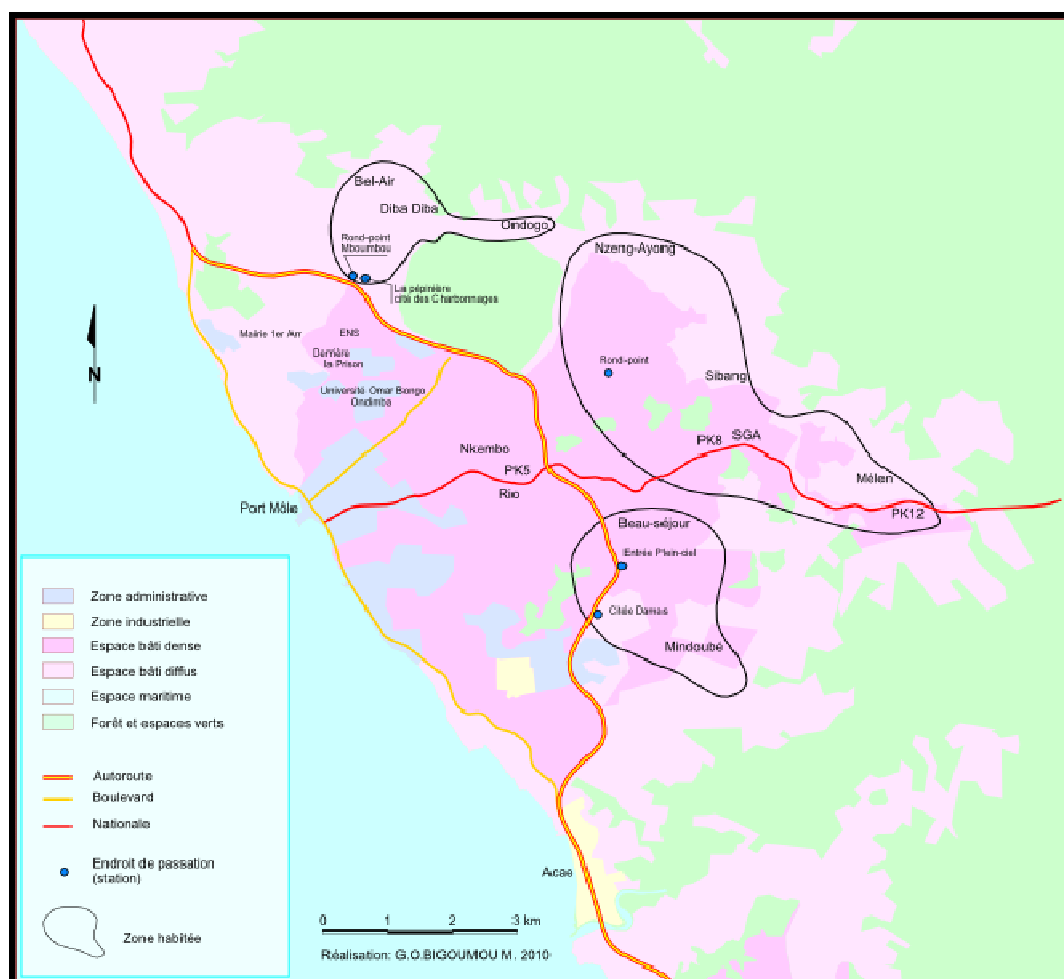 Bel-Air
Diba Diba
Ondogo
Rond-point
Mboumbou
La pépinière
cité des Charbonnages
Nzeng-Ayong
Mairie 1er Arr
ENS
Derrière
la Prison
Rond-point
Sibang
Université Omar Bongo
Ondimba
N
Nkembo
PK5
PK8
SGA
Rio
Mélen
Port Môle
PK12
Beau-séjour
Entrée Plein-ciel
Citée Damas
Mindoubé
Zone administrative
Zone industrielle
Espace bâti dense
Espace bâti diffus
Espace maritime
Forêt et espaces verts
Autoroute
Boulevard
Nationale
Endroit de passation
(station)
Zone habitée
Acae
0 1 2 3 km
Réalisation: G.O.BIGOUMOU M. 2010